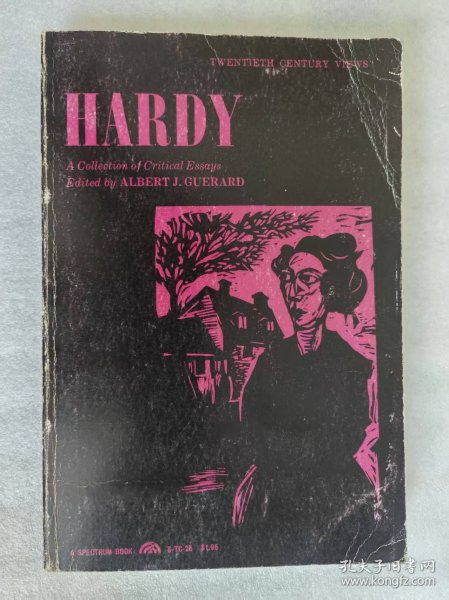 TWENTIETH CENTURY VIEWS
HARDY
A Collection of Critical Essays
Edited by ALBERT J. GUERARD
A SPECTRUM BOOK S-TC-26 $1.95
孔夫子旧书网
www.kongfz.com